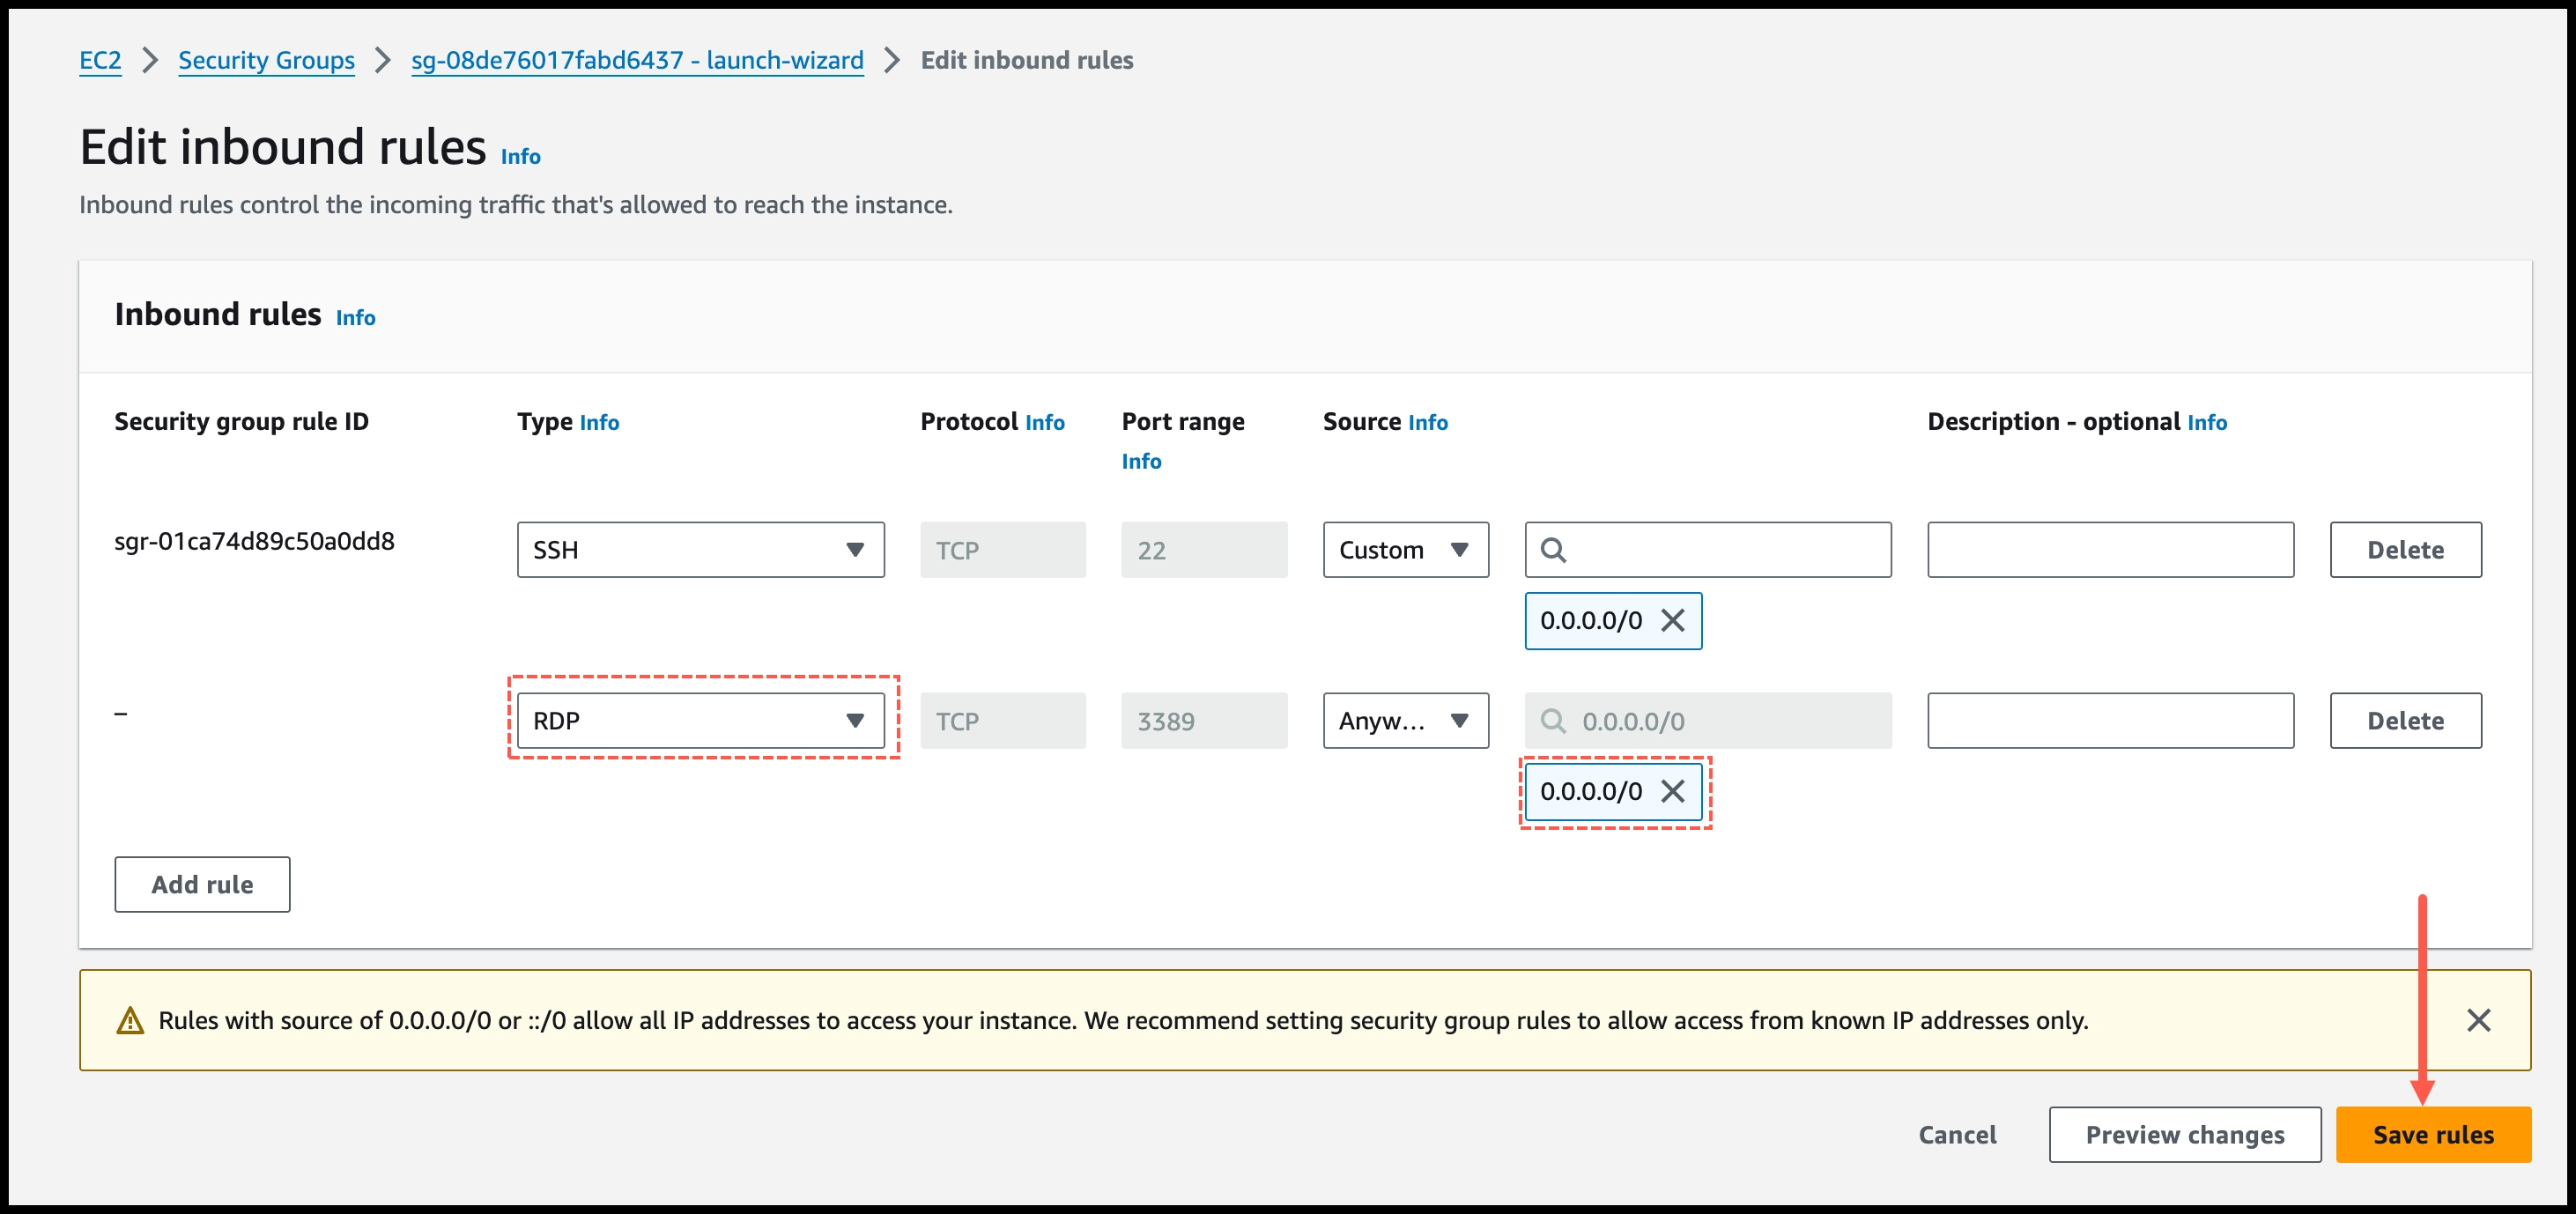 EC2 > Security Groups > sg-08de76017fabd6437 - launch-wizard > Edit inbound rules
Edit inbound rules Info
Inbound rules control the incoming traffic that's allowed to reach the instance.
Inbound rules Info
Security group rule ID Type Info Protocol Info Port range Source Info Description - optional Info
Info
sgr-01ca74d89c50a0dd8 SSH TCP 22 Custom Delete
0.0.0.0/0
– RDP TCP 3389 Anyw... 0.0.0.0/0 Delete
0.0.0.0/0
Add rule
Rules with source of 0.0.0.0/0 or ::/0 allow all IP addresses to access your instance. We recommend setting security group rules to allow access from known IP addresses only.
Cancel Preview changes Save rules